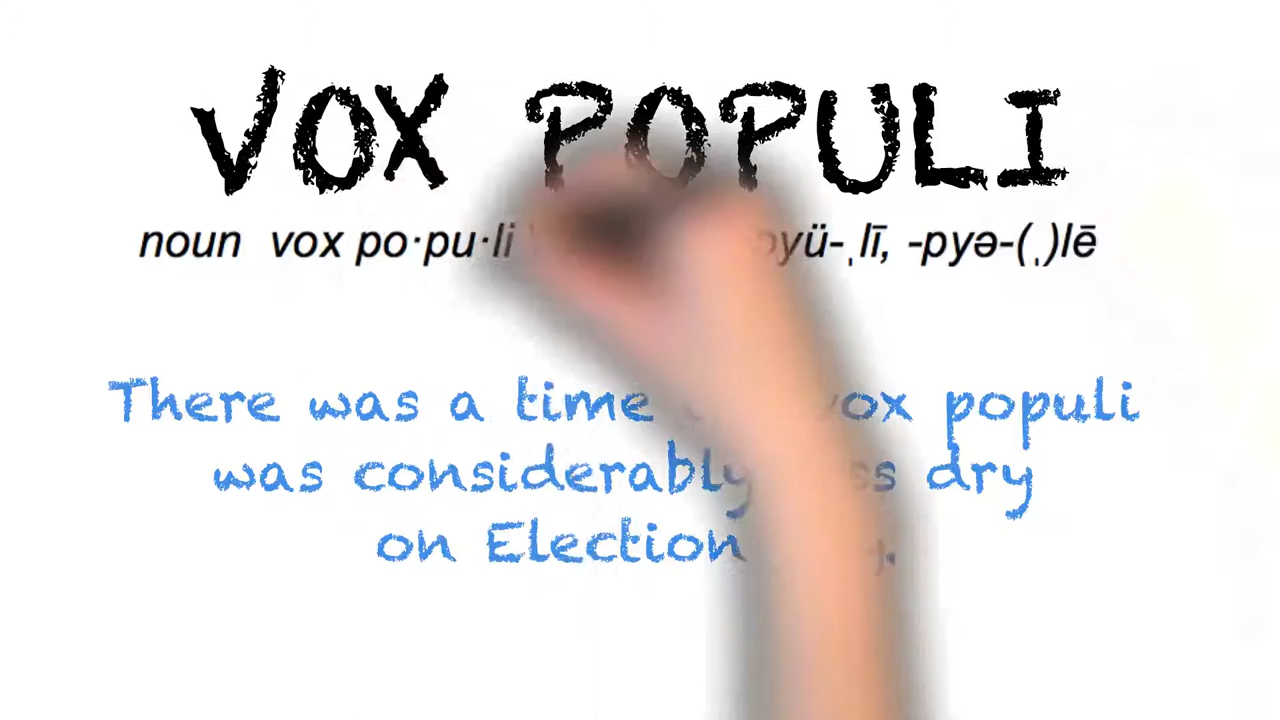 VOX POPULI
noun vox po·pu·li pyü-ˌlī, -pyə-(ˌ)lē
There was a time vox populi
was considerably dry
on Election